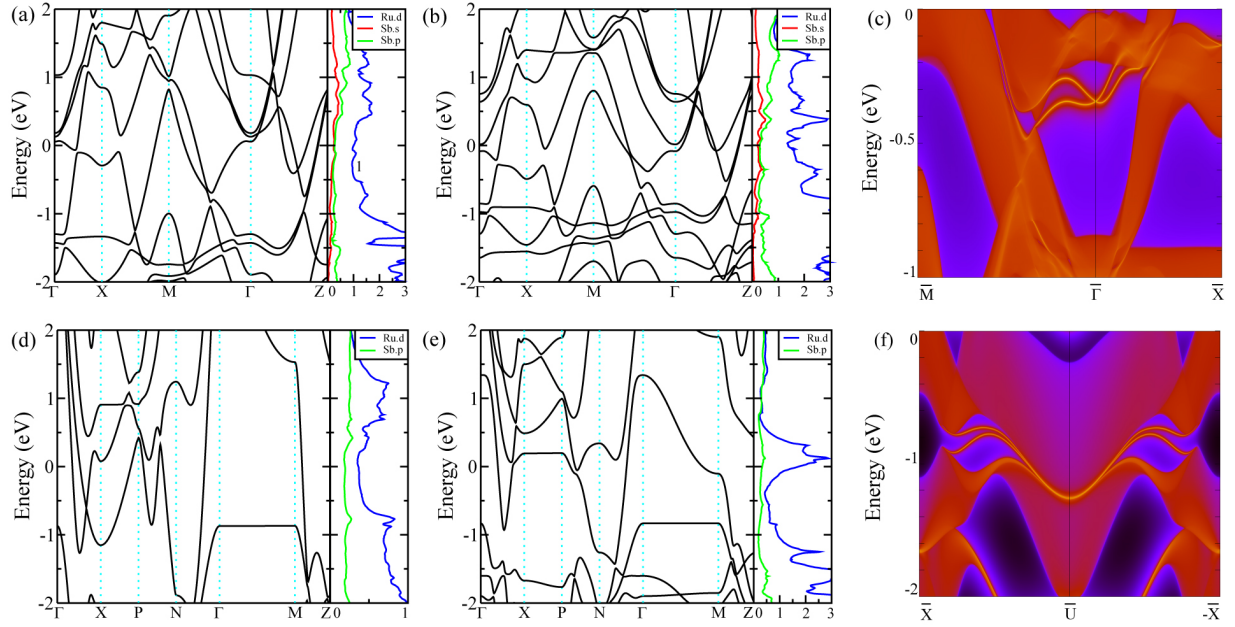 (a)
Energy (eV)
2
1
0
-1
-2
Γ X M Γ Z
0 1 2 3
Ru.d
Sb.s
Sb.p
I
(b)
Energy (eV)
2
1
0
-1
-2
Γ X M Γ Z
0 1 2 3
Ru.d
Sb.s
Sb.p
(c)
Energy (eV)
0
-0.5
-1
M̅ Γ̅ X̅
(d)
Energy (eV)
2
1
0
-1
-2
Γ X P N Γ M Z
0 1
Ru.d
Sb.p
(e)
Energy (eV)
2
1
0
-1
-2
Γ X P N Γ M Z
0 1 2 3
Ru.d
Sb.p
(f)
Energy (eV)
0
-1
-2
X̅ U̅ -X̅